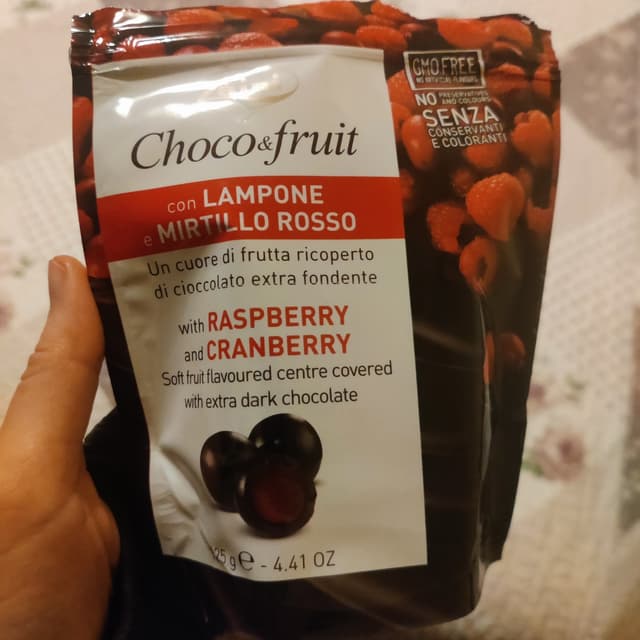 Choco&fruit
con LAMPONE
e MIRTILLO ROSSO
Un cuore di frutta ricoperto
di cioccolato extra fondente
with RASPBERRY
and CRANBERRY
Soft fruit flavoured centre covered
with extra dark chocolate
25 g e - 4.41 OZ
GMO FREE
NO ARTIFICIAL FLAVOURS
NO PRESERVATIVES
AND COLOURS
SENZA
CONSERVANTI
E COLORANTI